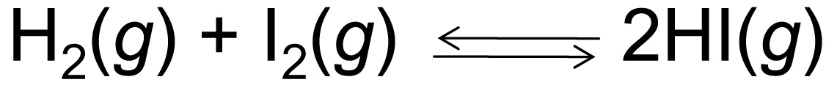 H₂(g) + I₂(g) ⇌ 2HI(g)